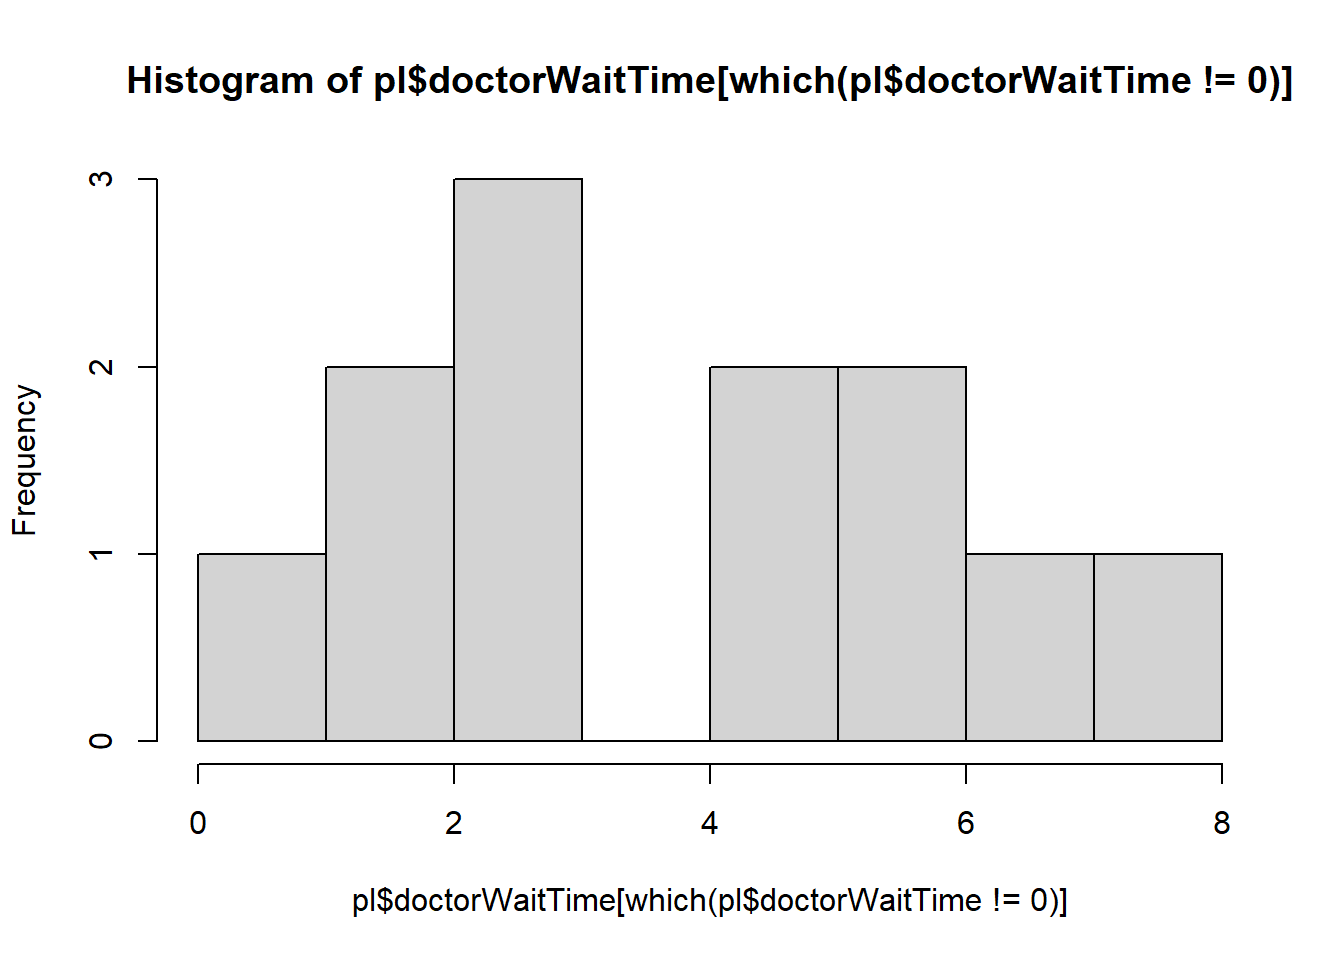 Histogram of pl$doctorWaitTime[which(pl$doctorWaitTime != 0)]
Frequency
3
2
1
0
0 2 4 6 8
pl$doctorWaitTime[which(pl$doctorWaitTime != 0)]